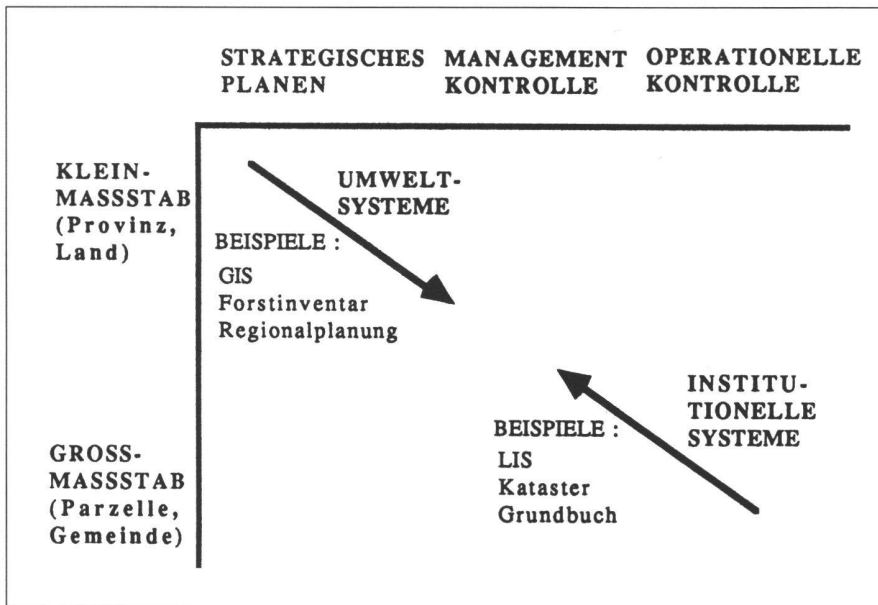 STRATEGISCHES
PLANEN
MANAGEMENT
KONTROLLE
OPERATIONELLE
KONTROLLE
KLEIN-
MASSSTAB
(Provinz,
Land)
UMWELT-
SYSTEME
BEISPIELE :
GIS
Forstinventar
Regionalplanung
INSTITU-
TIONELLE
SYSTEME
BEISPIELE :
LIS
Kataster
Grundbuch
GROSS-
MASSSTAB
(Parzelle,
Gemeinde)